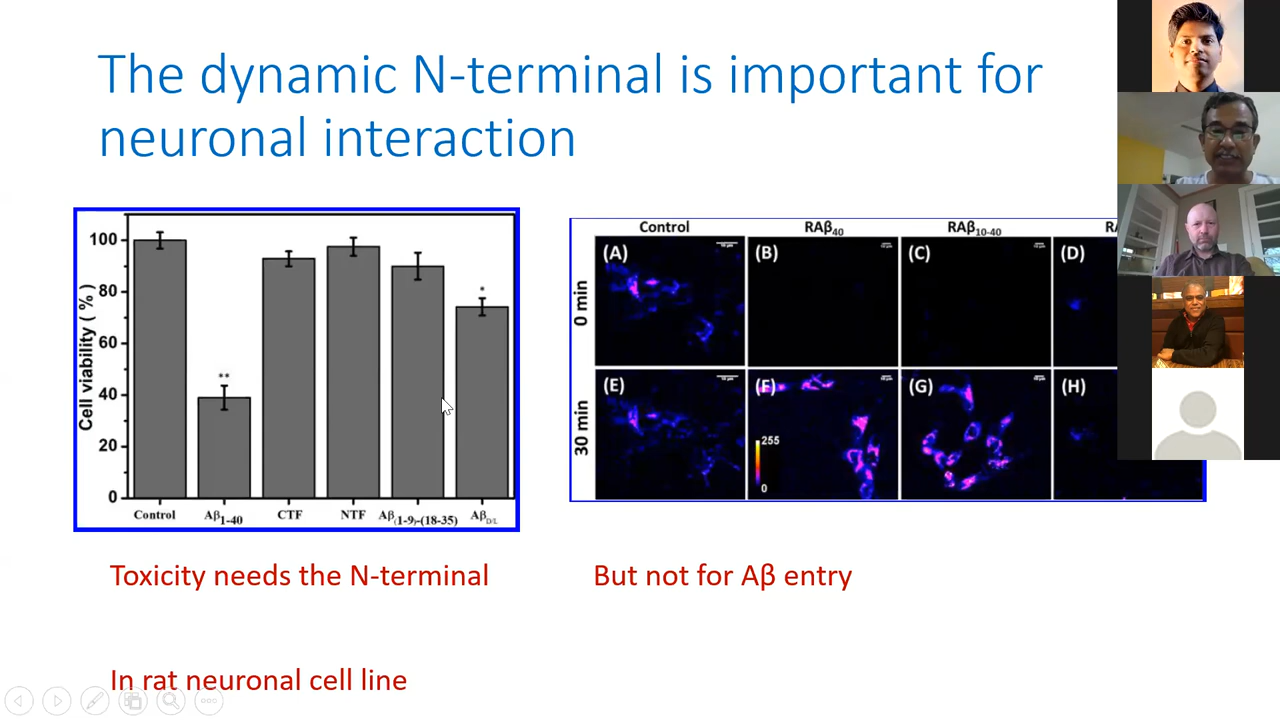 The dynamic N-terminal is important for
neuronal interaction
Cell viability ( % )
100
80
60
40
20
0
**
*
Control Aβ1-40 CTF NTF Aβ(1-9)-(18-35) AβD/L
Control RAβ40 RAβ10-40 RA
0 min
(A) (B) (C) (D)
30 min
(E) (F) (G) (H)
255
0
Toxicity needs the N-terminal
But not for Aβ entry
In rat neuronal cell line